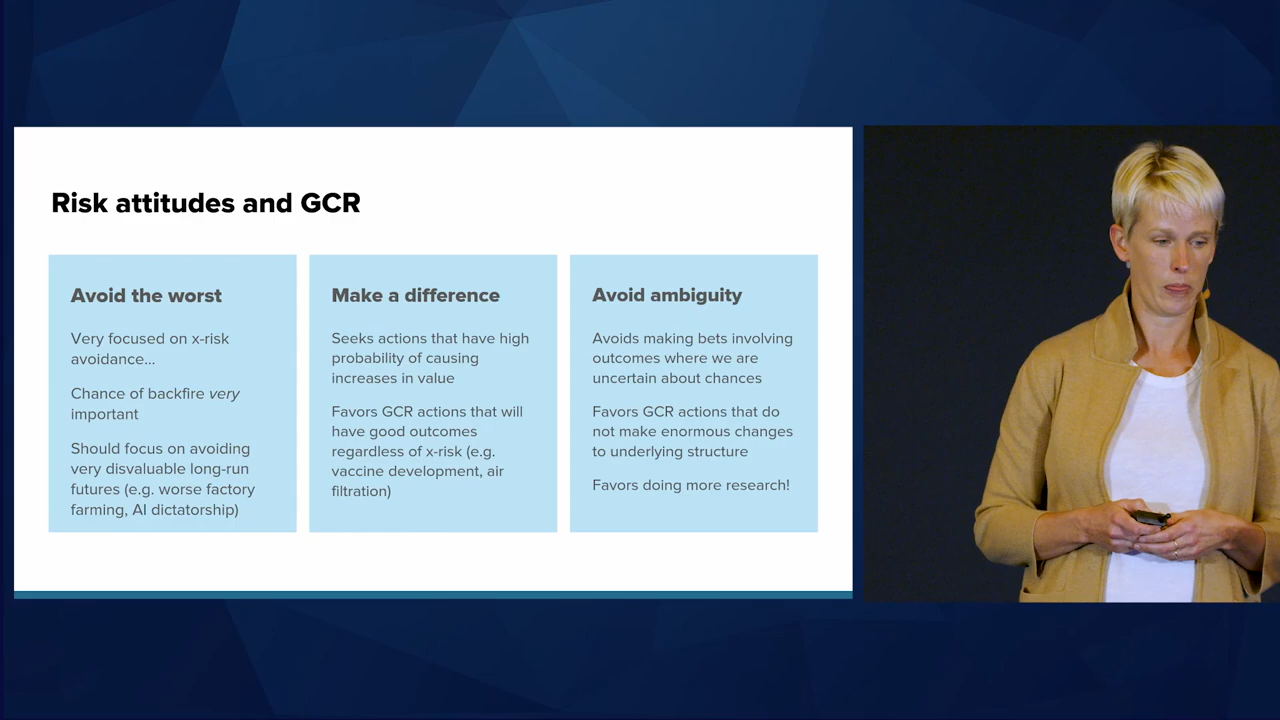 Risk attitudes and GCR
Avoid the worst
Very focused on x-risk
avoidance...
Chance of backfire very
important
Should focus on avoiding
very disvaluable long-run
futures (e.g. worse factory
farming, AI dictatorship)
Make a difference
Seeks actions that have high
probability of causing
increases in value
Favors GCR actions that will
have good outcomes
regardless of x-risk (e.g.
vaccine development, air
filtration)
Avoid ambiguity
Avoids making bets involving
outcomes where we are
uncertain about chances
Favors GCR actions that do
not make enormous changes
to underlying structure
Favors doing more research!